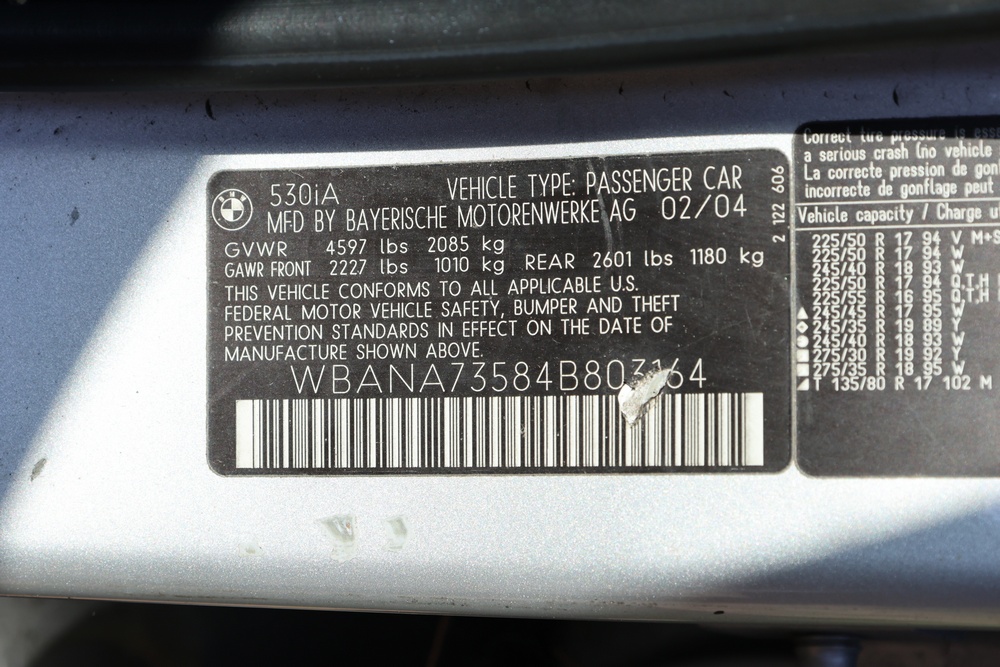 530iA VEHICLE TYPE: PASSENGER CAR
MFD BY BAYERISCHE MOTORENWERKE AG 02/04
GVWR 4597 lbs 2085 kg
GAWR FRONT 2227 lbs 1010 kg REAR 2601 lbs 1180 kg
THIS VEHICLE CONFORMS TO ALL APPLICABLE U.S.
FEDERAL MOTOR VEHICLE SAFETY, BUMPER AND THEFT
PREVENTION STANDARDS IN EFFECT ON THE DATE OF
MANUFACTURE SHOWN ABOVE.
WBANA73584B803164
2 122 606
Correct tire pressure is
a serious crash (no vehicle
La correcte pression de
incorrecte de gonflage peut
Vehicle capacity / Charge
225/50 R 17 94 V M+S
225/50 R 17 94 W
245/40 R 18 93 W
225/50 R 17 94 Q,T,H
225/55 R 16 95 Q,T,H
245/45 R 17 95 W
245/35 R 19 89 Y
245/40 R 18 93 W
275/30 R 19 92 Y
275/35 R 18 95 W
T 135/80 R 17 102 M